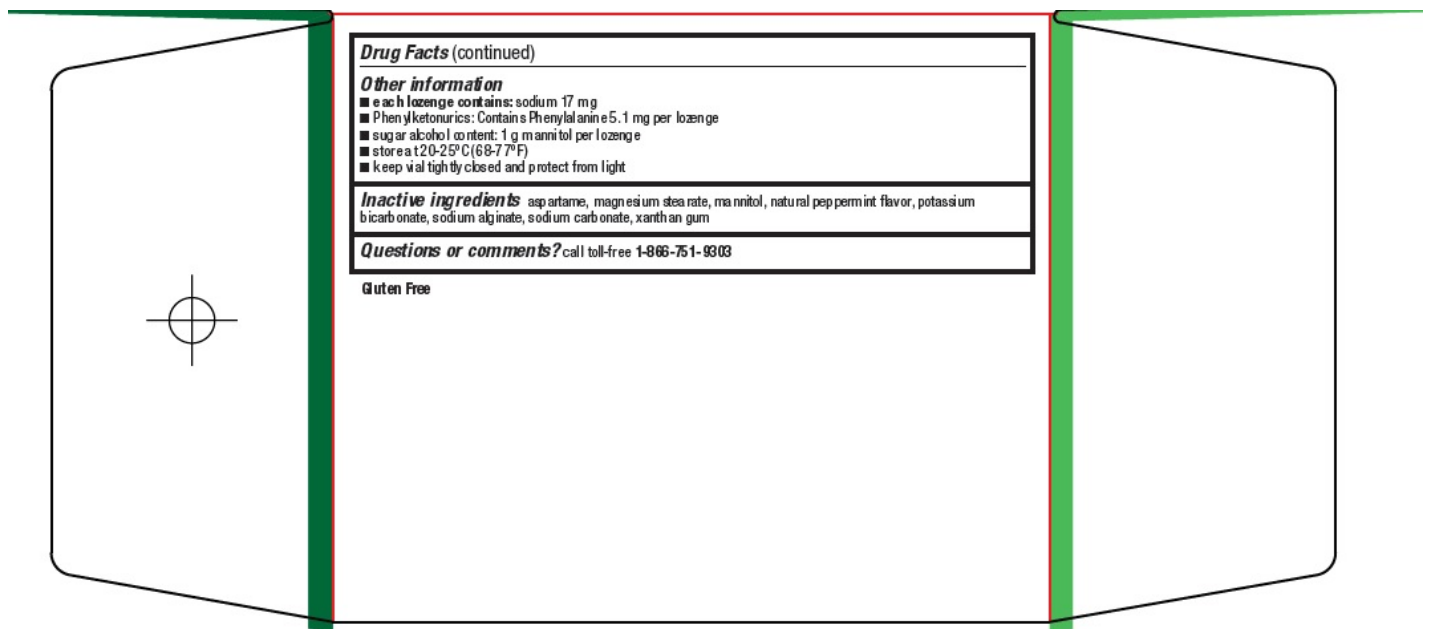 Drug Facts (continued)
Other information
■ each lozenge contains: sodium 17 mg
■ Phenylketonurics: Contains Phenylalanine 5.1 mg per lozenge
■ sugar alcohol content: 1 g mannitol per lozenge
■ store at 20-25ºC (68-77ºF)
■ keep vial tightly closed and protect from light
Inactive ingredients aspartame, magnesium stearate, mannitol, natural peppermint flavor, potassium
bicarbonate, sodium alginate, sodium carbonate, xanthan gum
Questions or comments? call toll-free 1-866-751-9303
Gluten Free